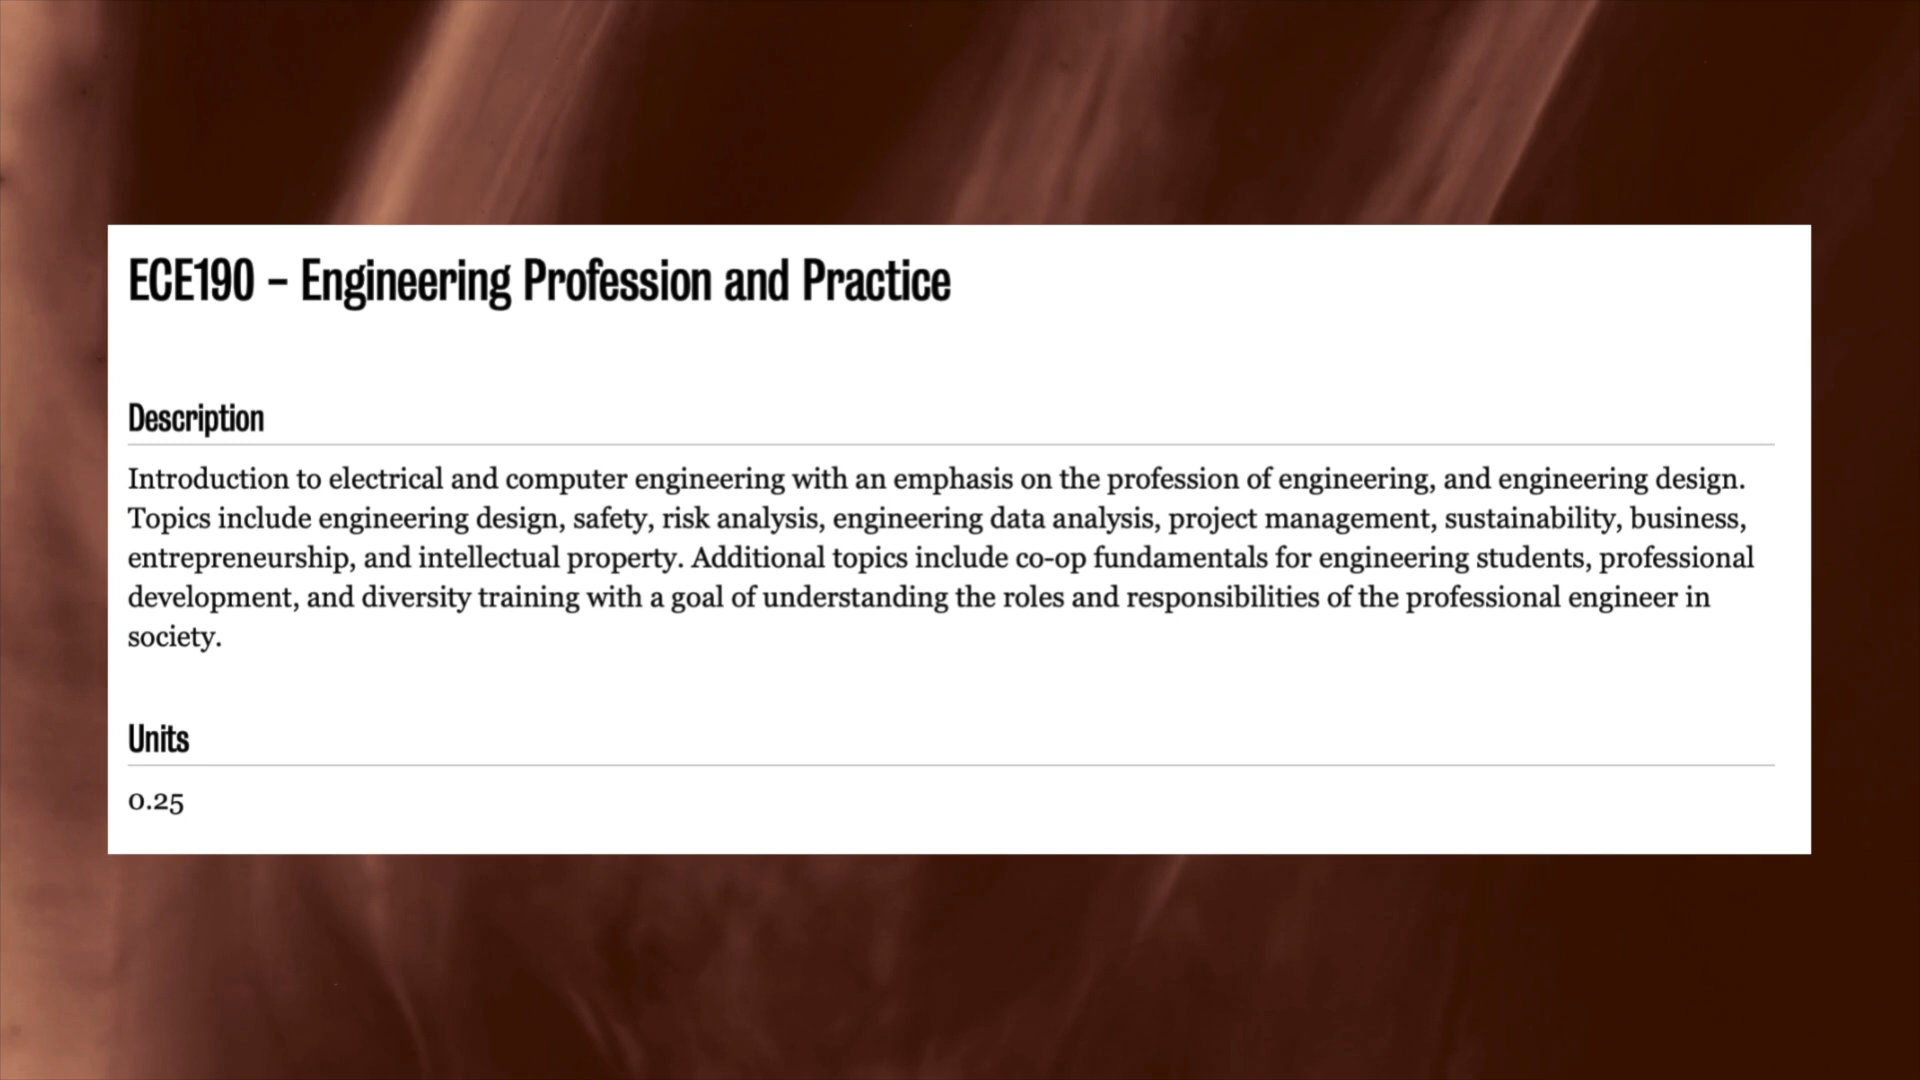 ECE190 – Engineering Profession and Practice
Description
Introduction to electrical and computer engineering with an emphasis on the profession of engineering, and engineering design.
Topics include engineering design, safety, risk analysis, engineering data analysis, project management, sustainability, business,
entrepreneurship, and intellectual property. Additional topics include co-op fundamentals for engineering students, professional
development, and diversity training with a goal of understanding the roles and responsibilities of the professional engineer in
society.
Units
0.25